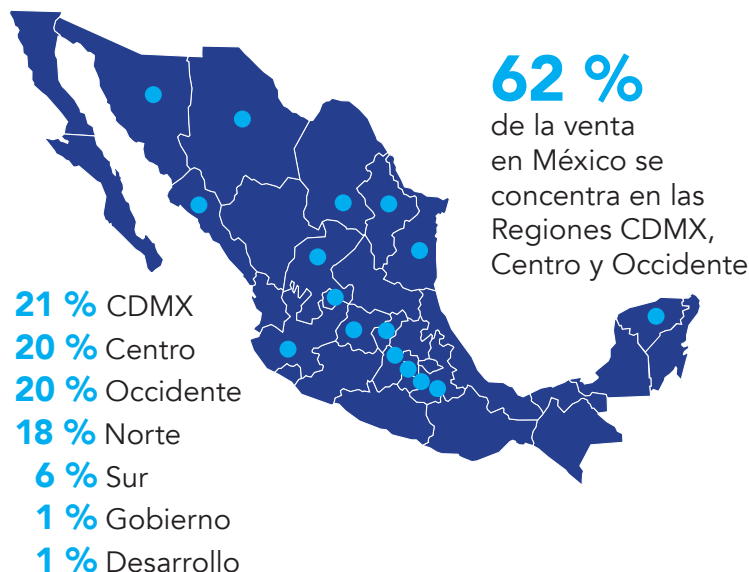 62 %
de la venta
en México se
concentra en las
Regiones CDMX,
Centro y Occidente
21 % CDMX
20 % Centro
20 % Occidente
18 % Norte
6 % Sur
1 % Gobierno
1 % Desarrollo